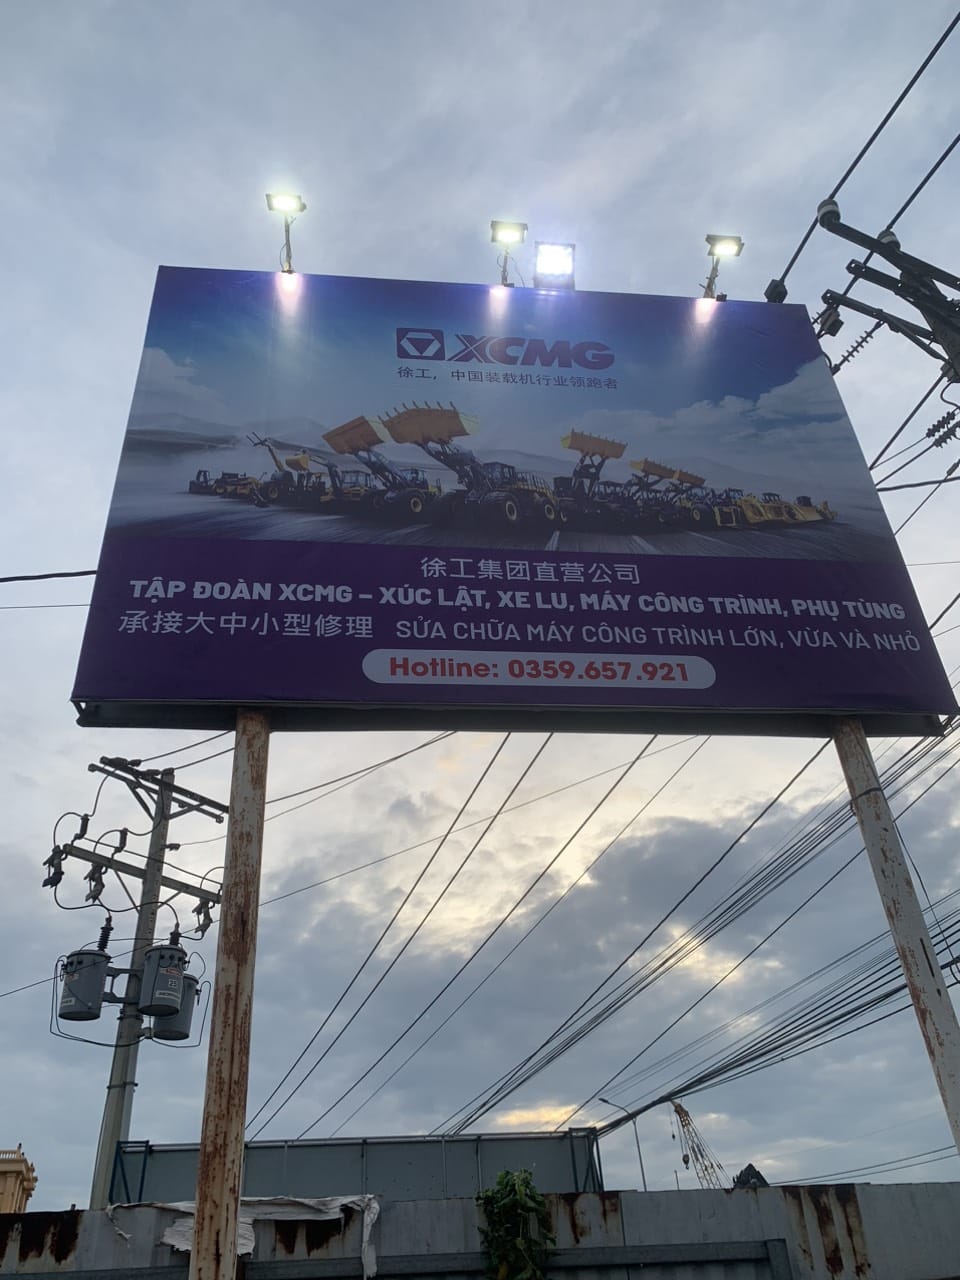 XCMG
徐工，中国装载机行业领跑者
徐工集团直营公司
TẬP ĐOÀN XCMG – XÚC LẬT, XE LU, MÁY CÔNG TRÌNH, PHỤ TÙNG
承接大中小型修理 SỬA CHỮA MÁY CÔNG TRÌNH LỚN, VỪA VÀ NHỎ
Hotline: 0359.657.921